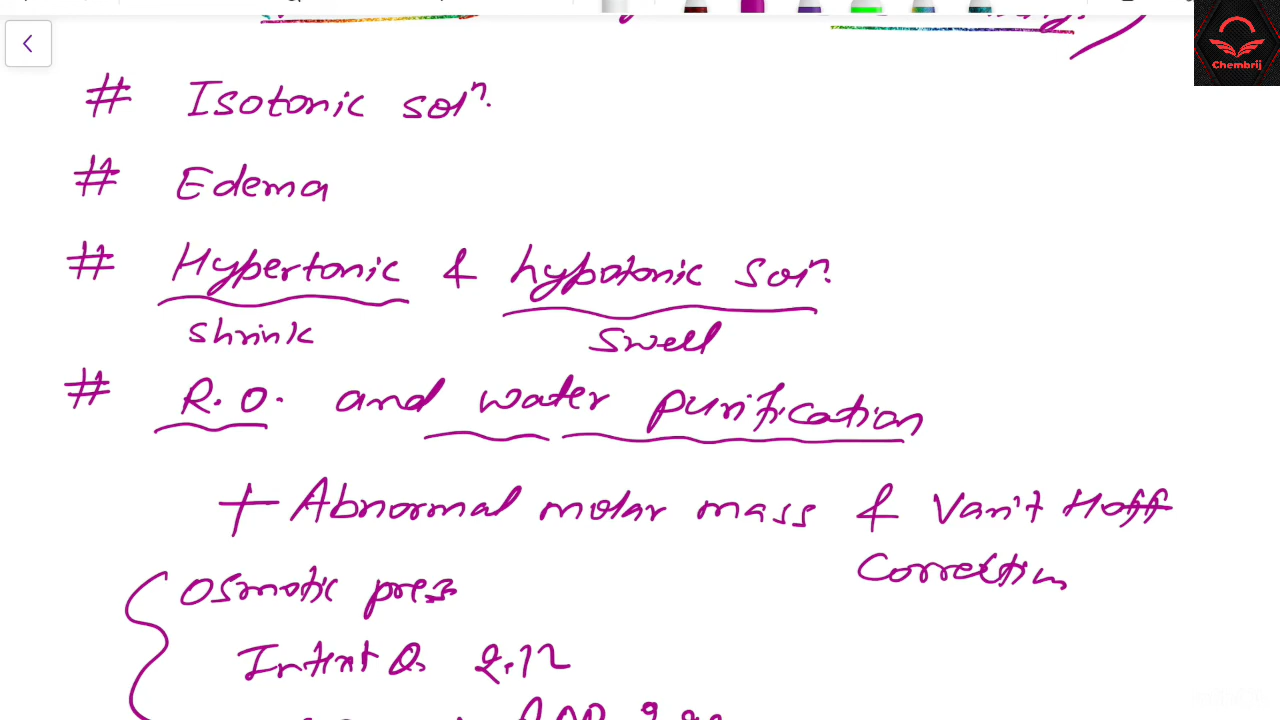 Chembrij
# Isotonic solⁿ.
# Edema
# Hypertonic & hypotonic solⁿ.
shrink swell
# R.O. and water purification
+ Abnormal molar mass & Van't Hoff
Correction
Osmotic press
Intext Q. 2.12